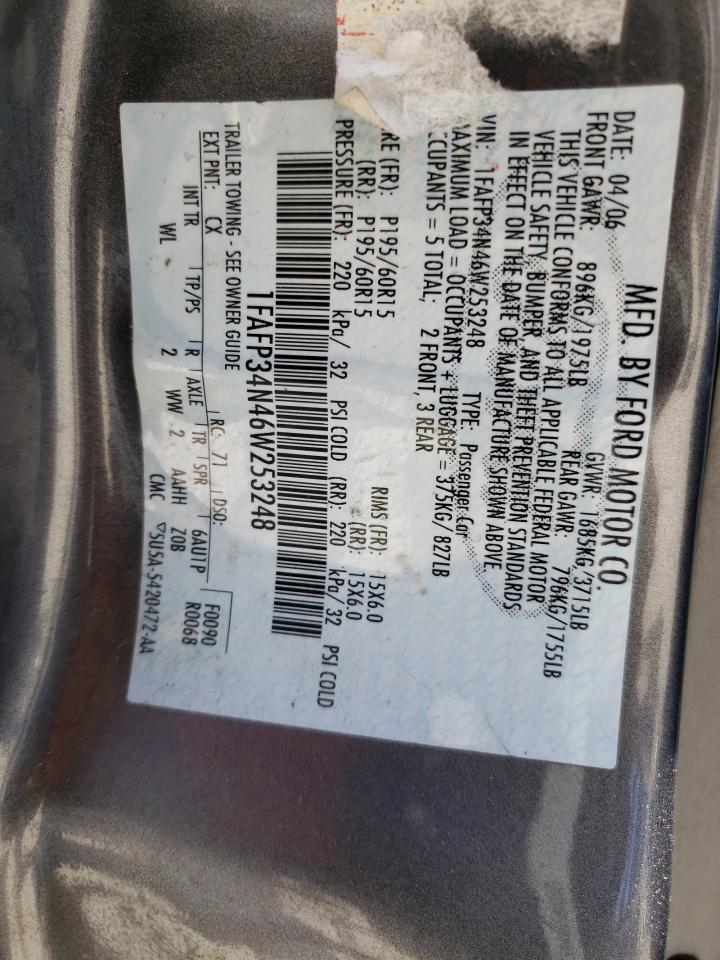 MFD. BY FORD MOTOR CO.
DATE: 04/06 GVWR: 1685KG/3715LB
FRONT GAWR: 896KG/1975LB REAR GAWR: 796KG/1755LB
THIS VEHICLE CONFORMS TO ALL APPLICABLE FEDERAL MOTOR
VEHICLE SAFETY, BUMPER, AND THEFT PREVENTION STANDARDS
IN EFFECT ON THE DATE OF MANUFACTURE SHOWN ABOVE.
VIN: 1FAFP34N46W253248 TYPE: Passenger Car
AXIMUM LOAD = OCCUPANTS + LUGGAGE = 375KG/ 827LB
CCUPANTS = 5 TOTAL; 2 FRONT, 3 REAR
RE (FR): P195/60R15 RIMS (FR): 15X6.0
(RR): P195/60R15 (RR): 15X6.0
PRESSURE (FR): 220 kPa/ 32 PSI COLD (RR): 220 kPa/ 32 PSI COLD
1FAFP34N46W253248
TRAILER TOWING - SEE OWNER GUIDE
EXT PNT: CX RC: 71 DSO: F0090
INT TR TP/PS R AXLE TR SPR 6AU1P R0068
WL 2 WW 2 AAHH ZOB
CMC ▽5U5A-5420472-AA